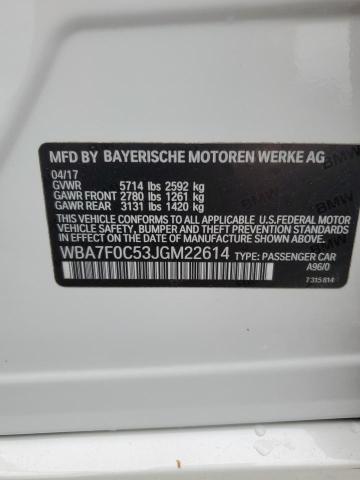 MFD BY BAYERISCHE MOTOREN WERKE AG
04/17
GVWR 5714 lbs 2592 kg
GAWR FRONT 2780 lbs 1261 kg
GAWR REAR 3131 lbs 1420 kg
THIS VEHICLE CONFORMS TO ALL APPLICABLE U.S.FEDERAL MOTOR
VEHICLE SAFETY, BUMPER AND THEFT PREVENTION STANDARDS
IN EFFECT ON THE DATE OF MANUFACTURE SHOWN ABOVE.
WBA7F0C53JGM22614 TYPE: PASSENGER CAR
A96/0
7 315 614
BMW
BMW